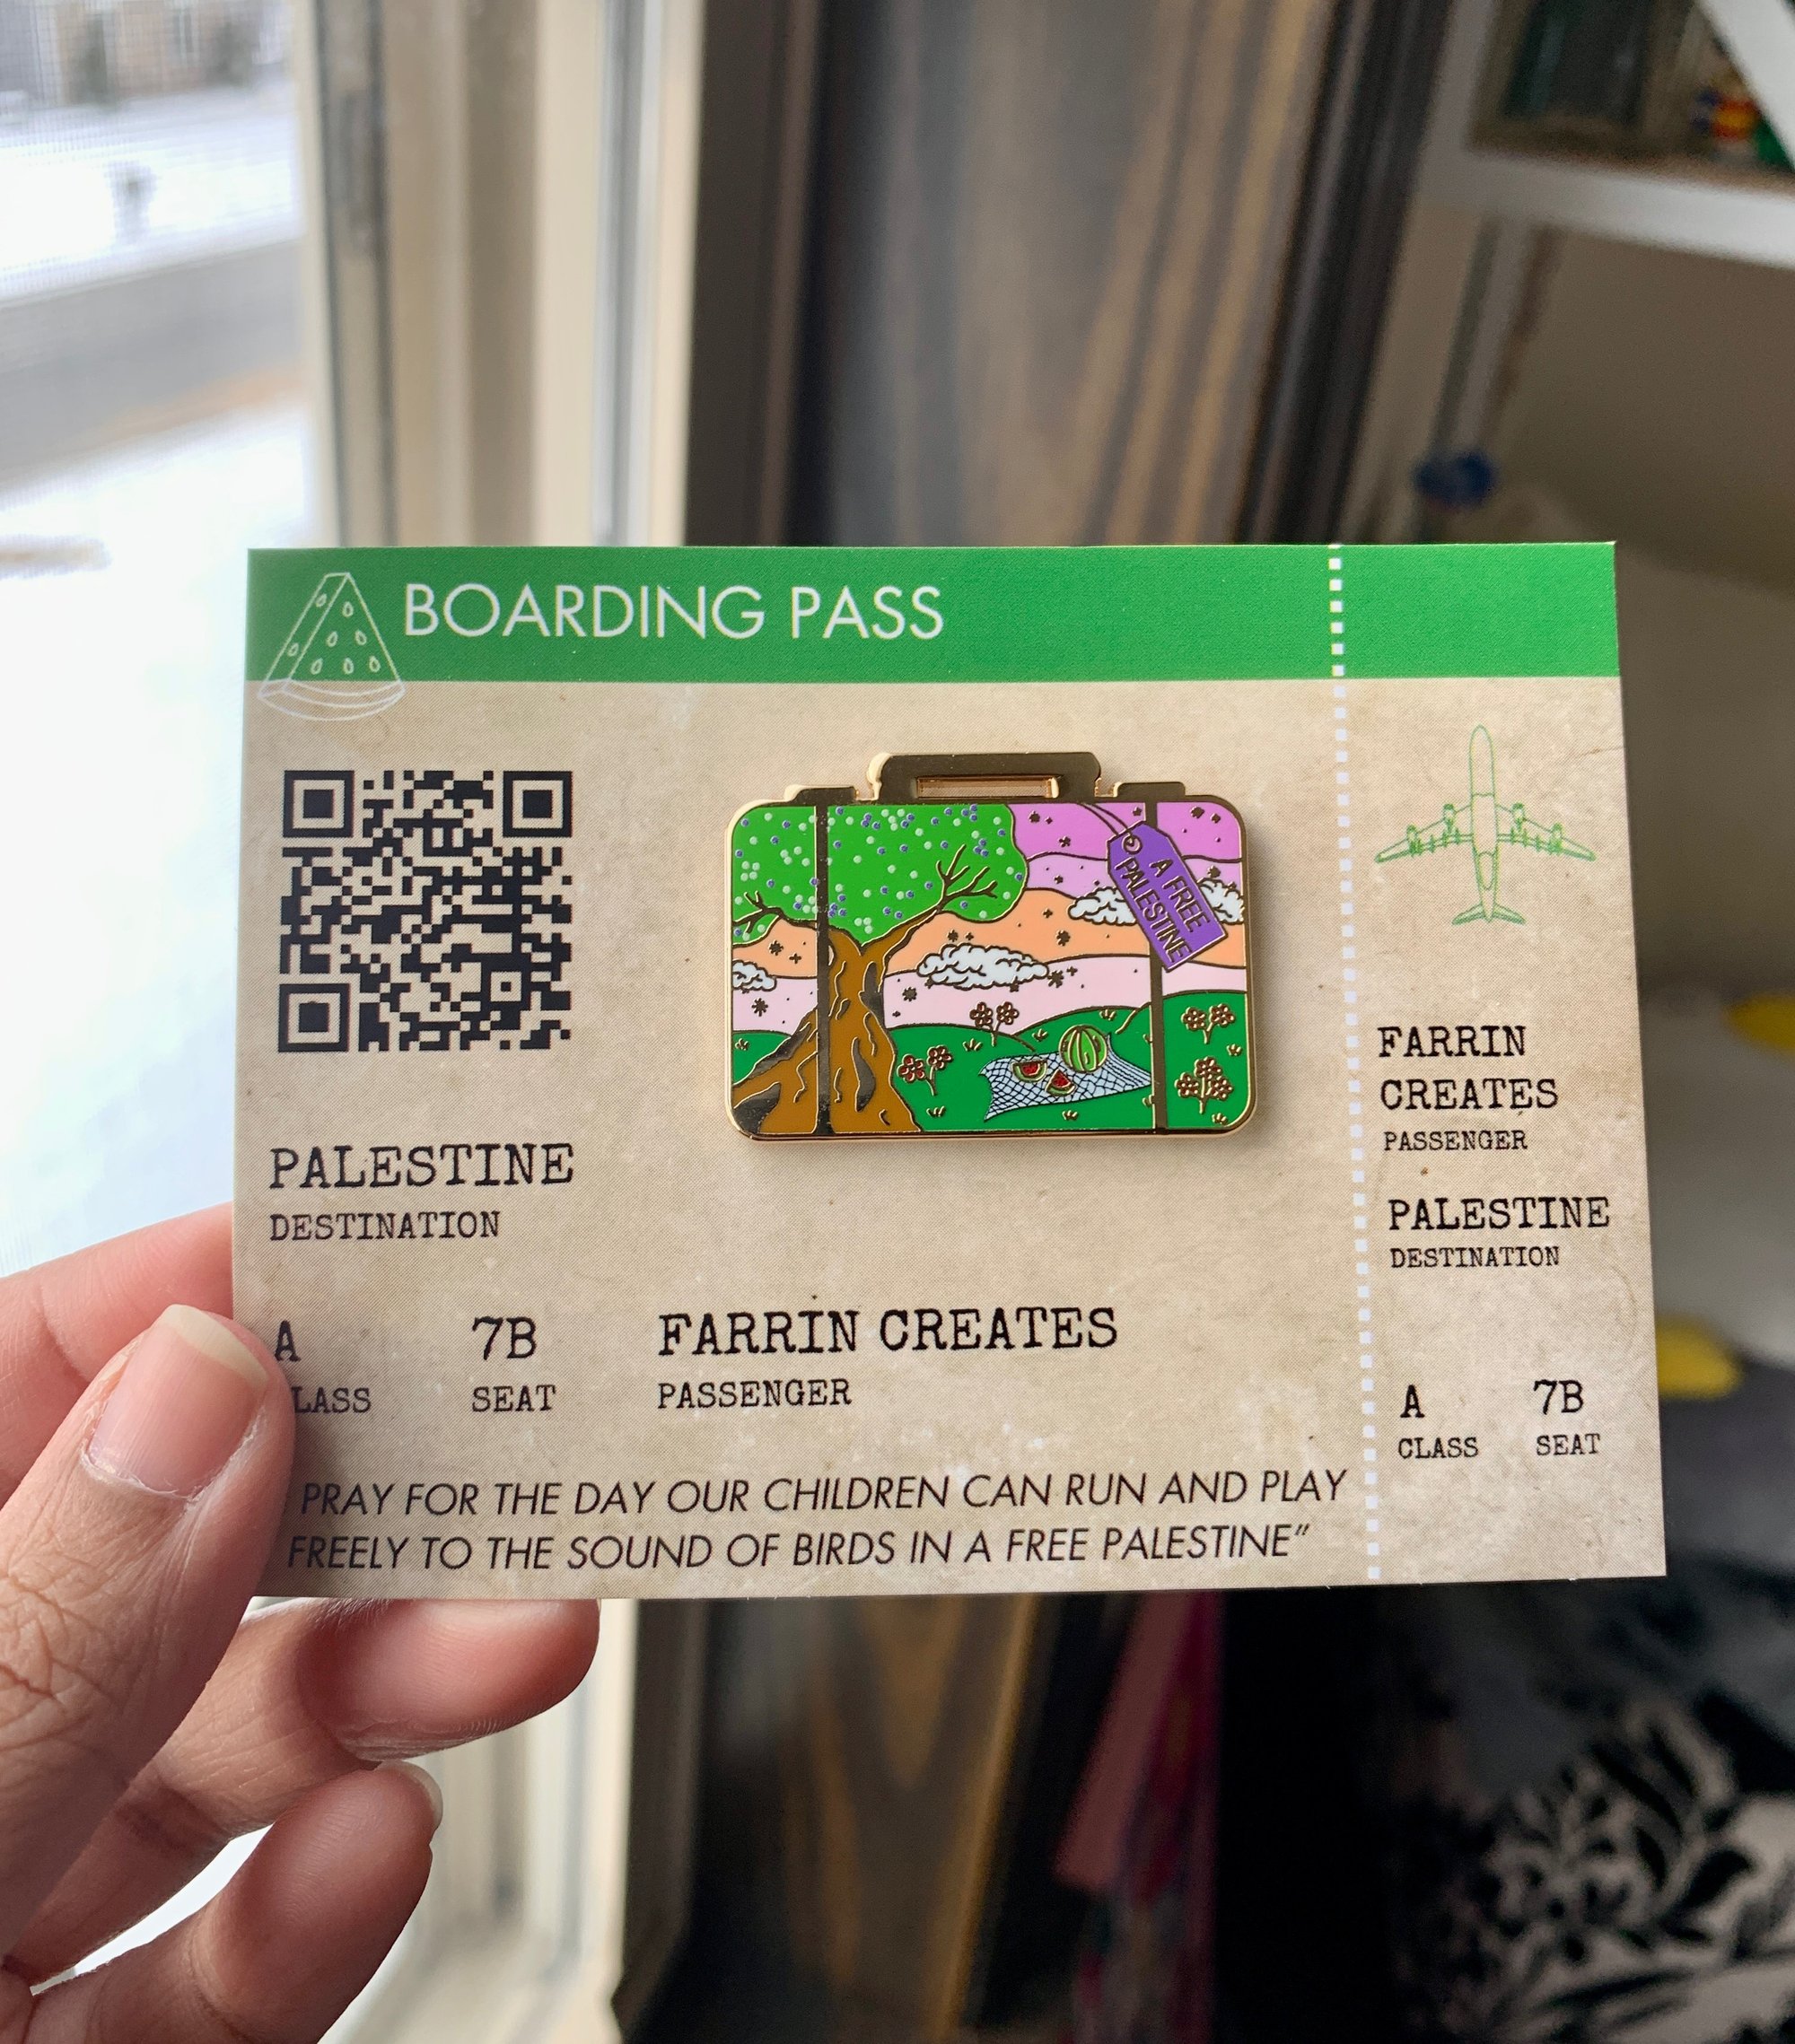 BOARDING PASS
A FREE
PALESTINE
PALESTINE
DESTINATION
A
LASS
7B
SEAT
FARRIN CREATES
PASSENGER
PRAY FOR THE DAY OUR CHILDREN CAN RUN AND PLAY
FREELY TO THE SOUND OF BIRDS IN A FREE PALESTINE”
FARRIN
CREATES
PASSENGER
PALESTINE
DESTINATION
A
CLASS
7B
SEAT